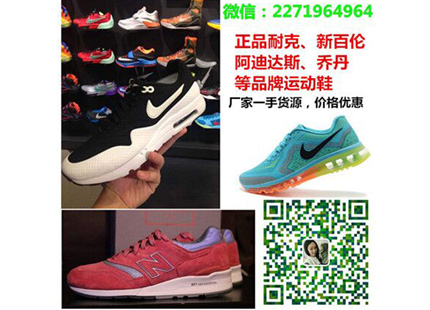 微信：2271964964
正品耐克、新百伦
阿迪达斯、乔丹
等品牌运动鞋
厂家一手货源，价格优惠